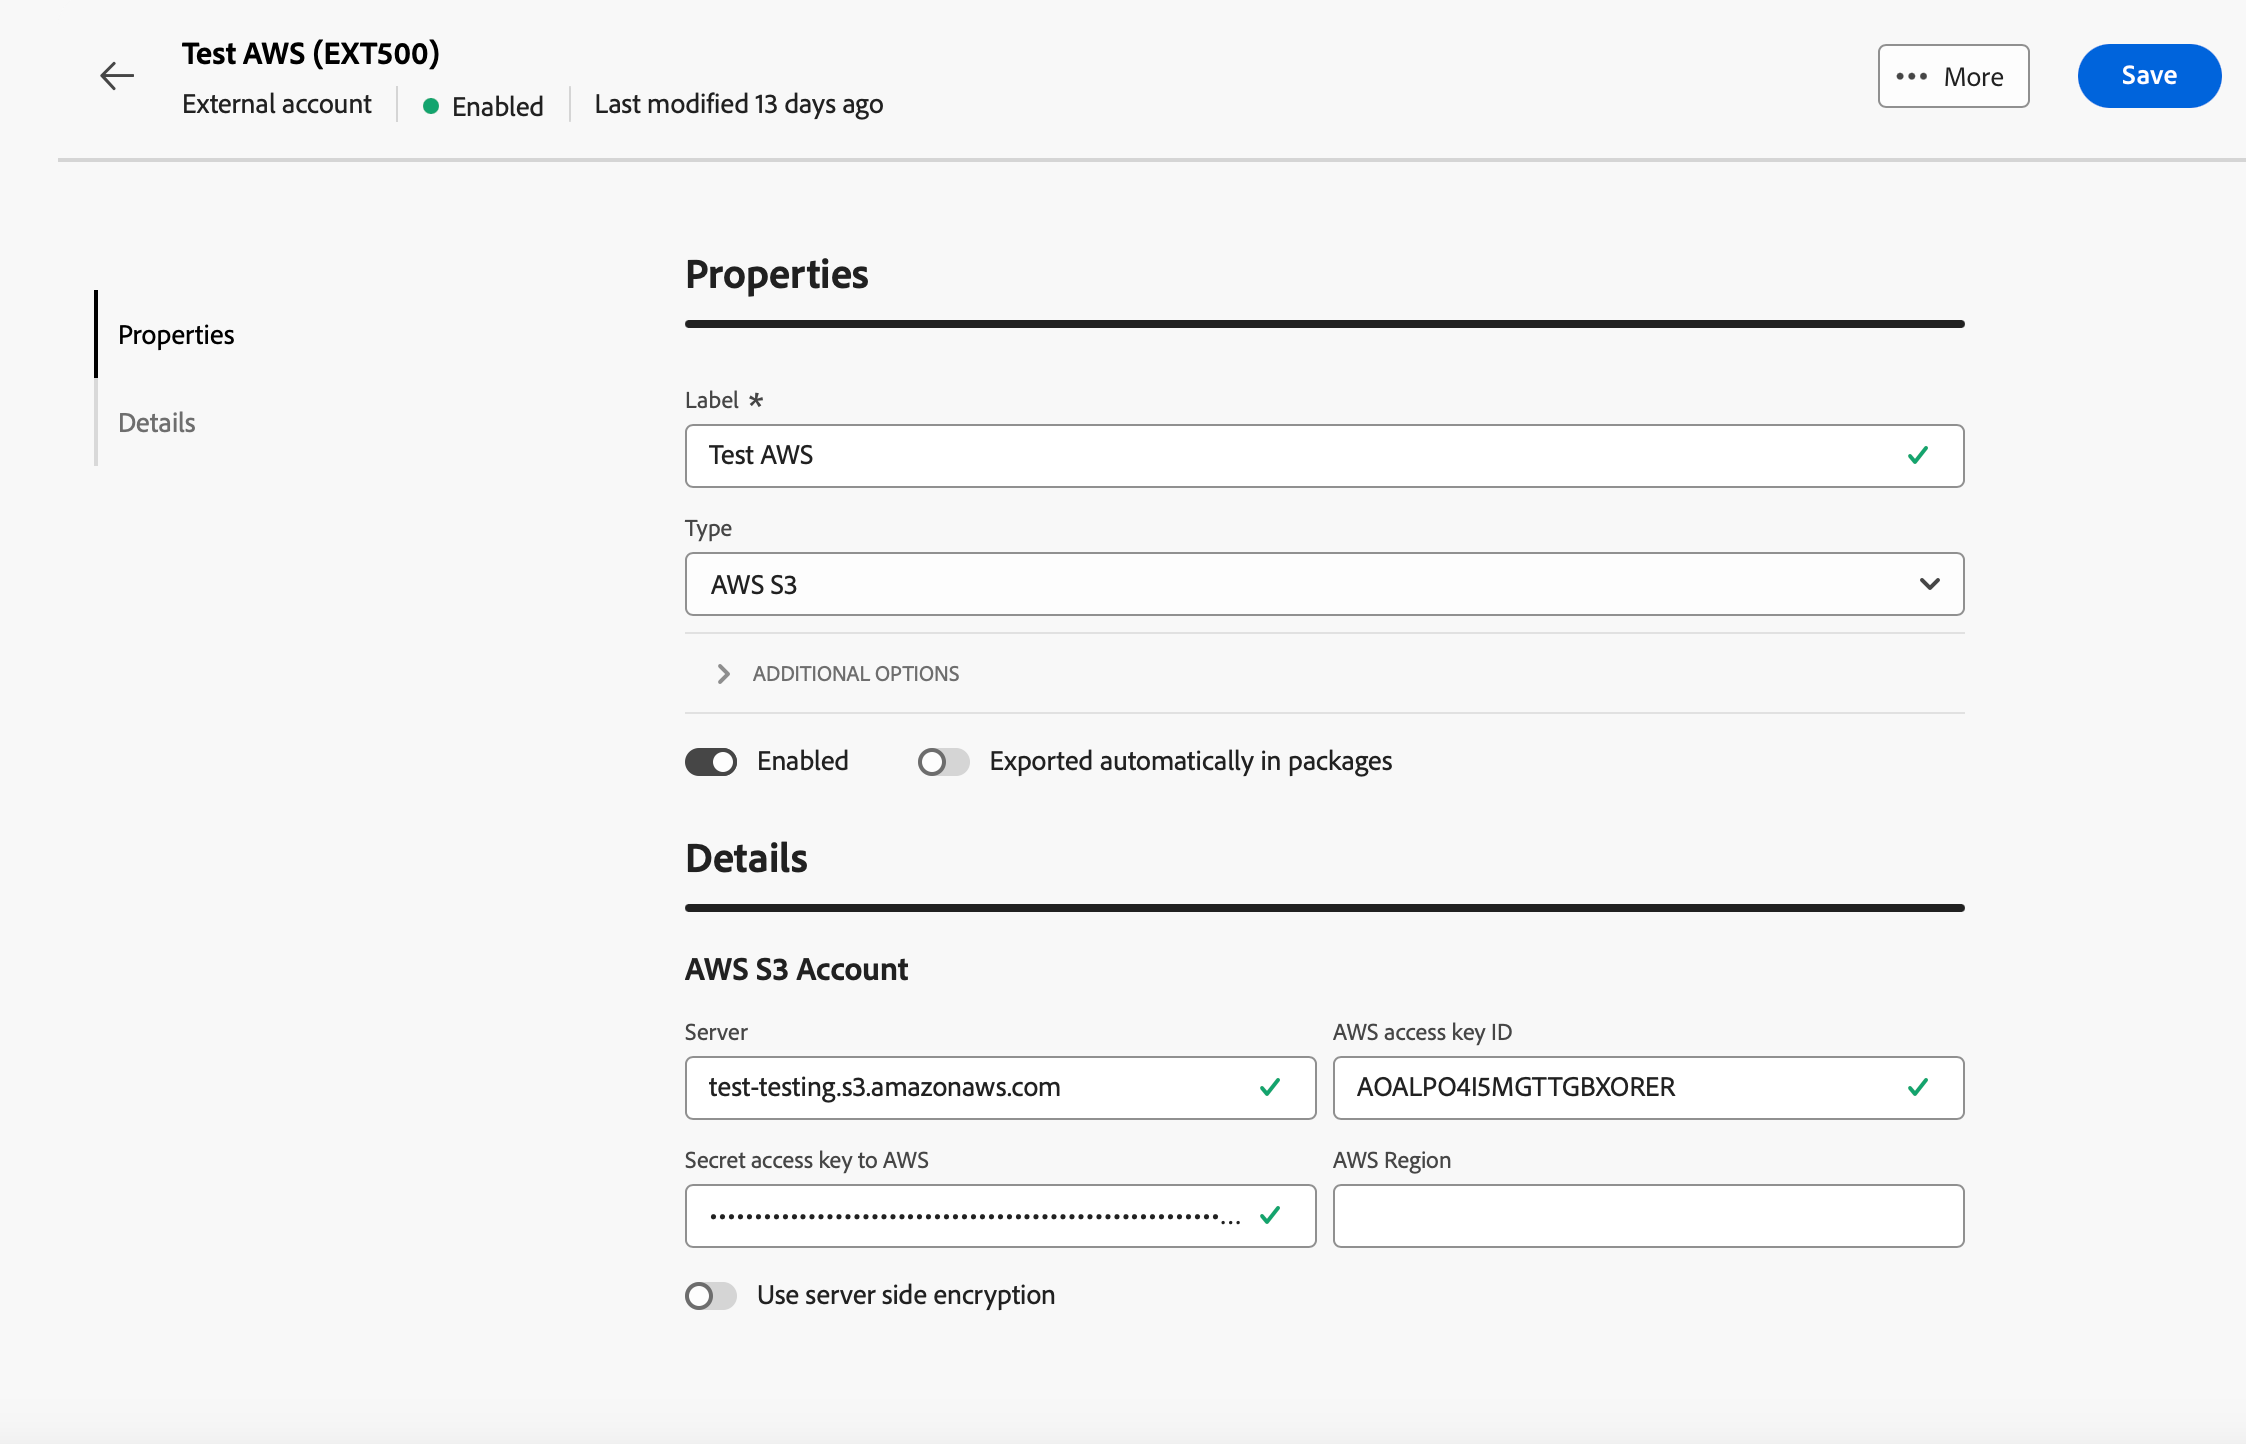 Test AWS (EXT500)
External account Enabled Last modified 13 days ago
••• More
Save
Properties
Details
Properties
Label *
Test AWS
Type
AWS S3
ADDITIONAL OPTIONS
Enabled Exported automatically in packages
Details
AWS S3 Account
Server AWS access key ID
test-testing.s3.amazonaws.com AOALPO4I5MGTTGBXORER
Secret access key to AWS AWS Region
Use server side encryption